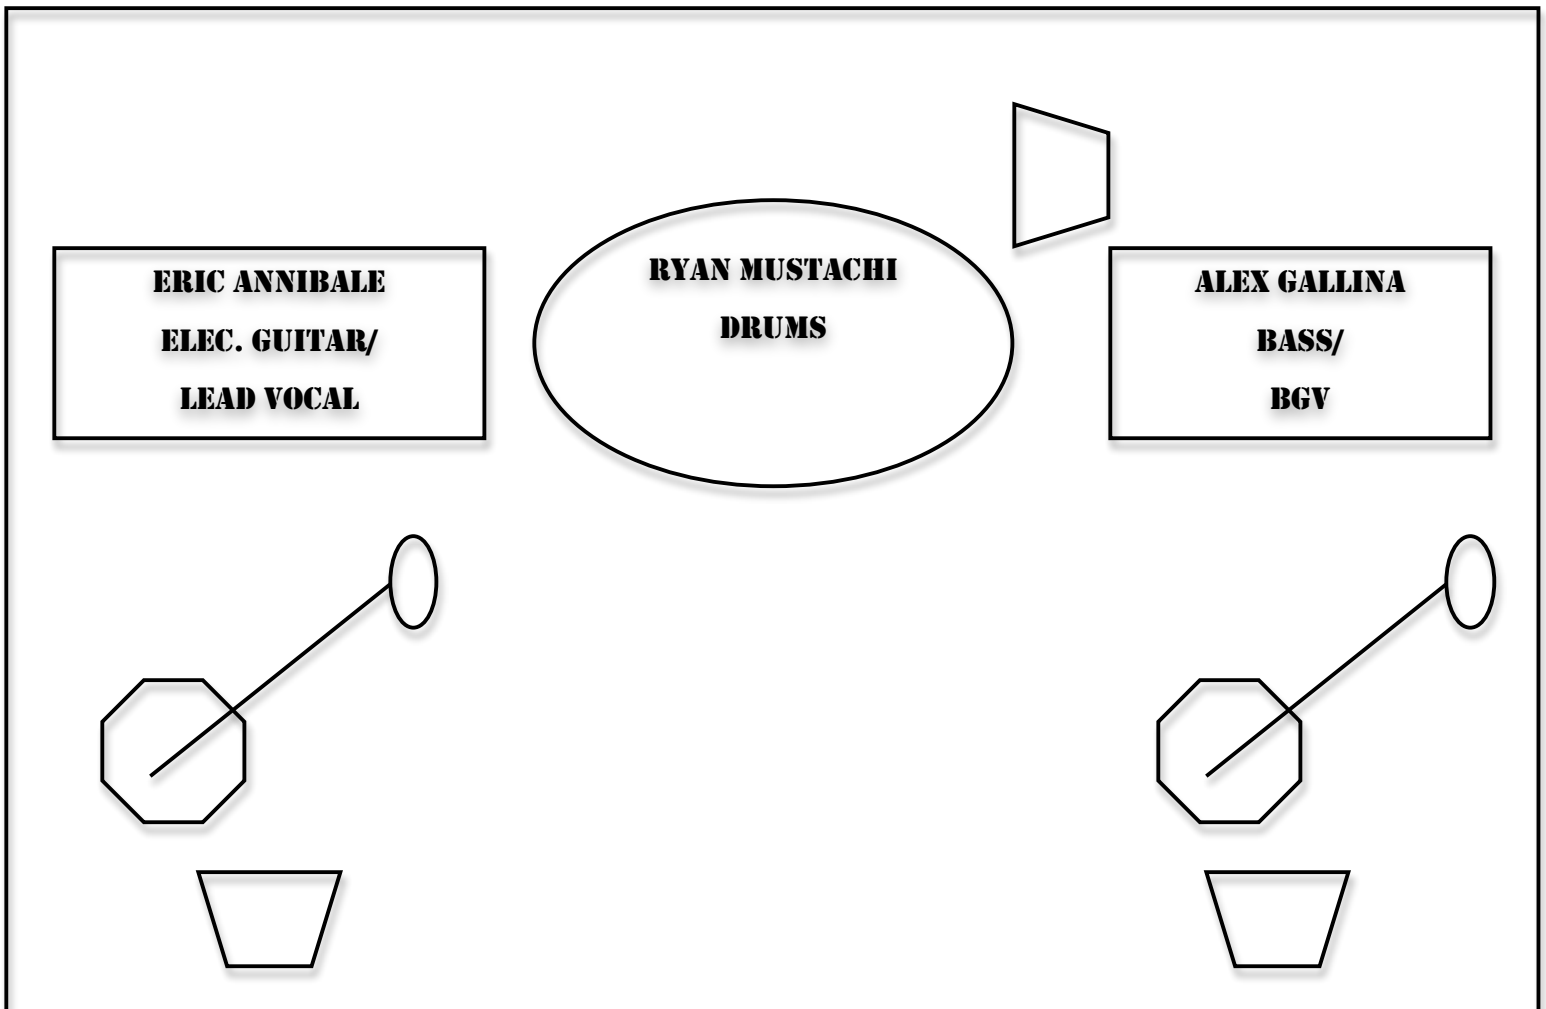 ERIC ANNIBALE
ELEC. GUITAR/
LEAD VOCAL
RYAN MUSTACHI
DRUMS
ALEX GALLINA
BASS/
BGV